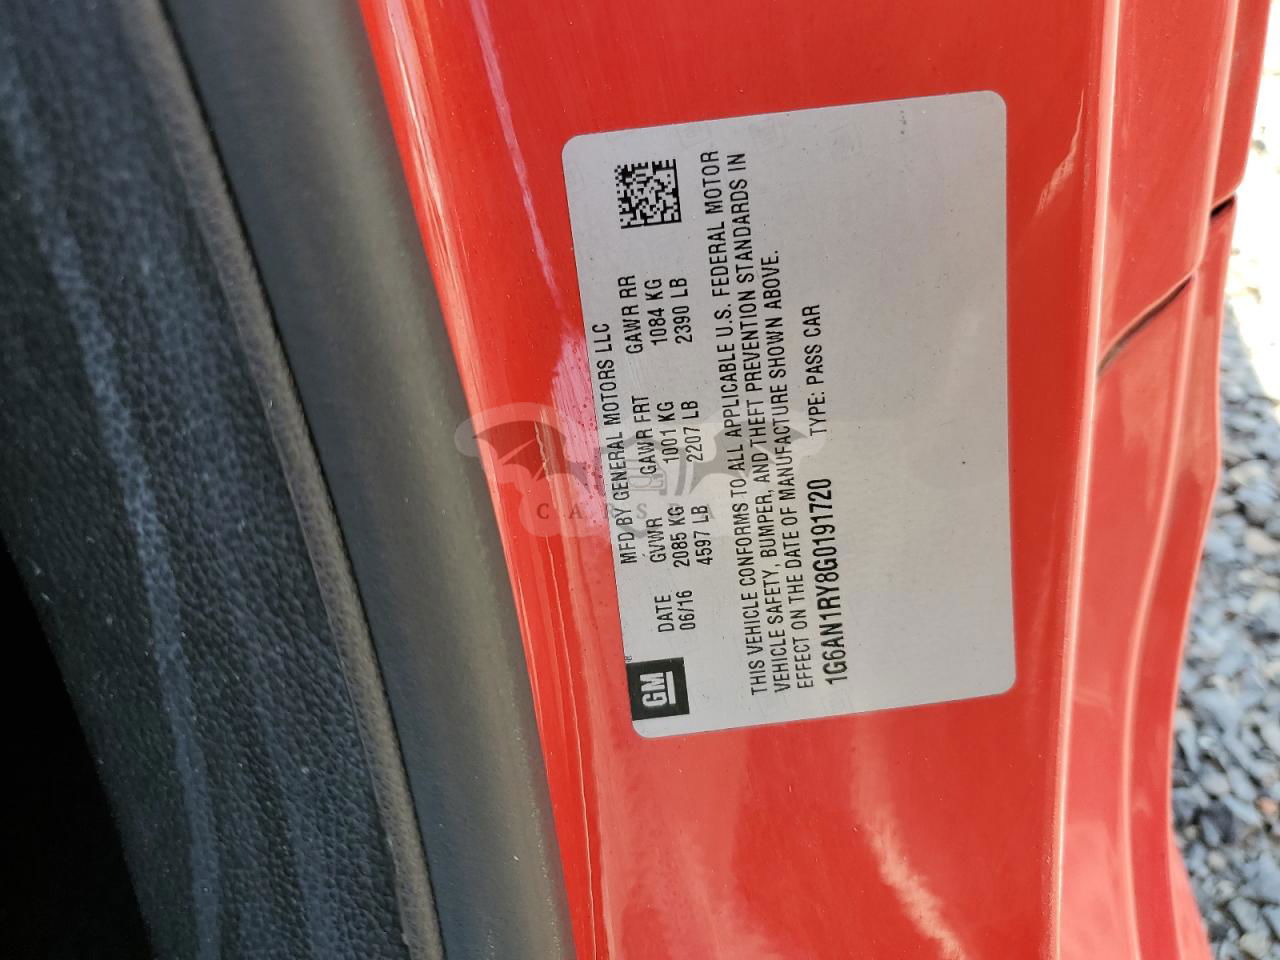 GM®
MFD BY GENERAL MOTORS LLC
DATE GVWR GAWR FRT GAWR RR
06/16 2085 KG 1001 KG 1084 KG
4597 LB 2207 LB 2390 LB
THIS VEHICLE CONFORMS TO ALL APPLICABLE U.S. FEDERAL MOTOR
VEHICLE SAFETY, BUMPER, AND THEFT PREVENTION STANDARDS IN
EFFECT ON THE DATE OF MANUFACTURE SHOWN ABOVE.
1G6AN1RY8G0191720 TYPE: PASS CAR